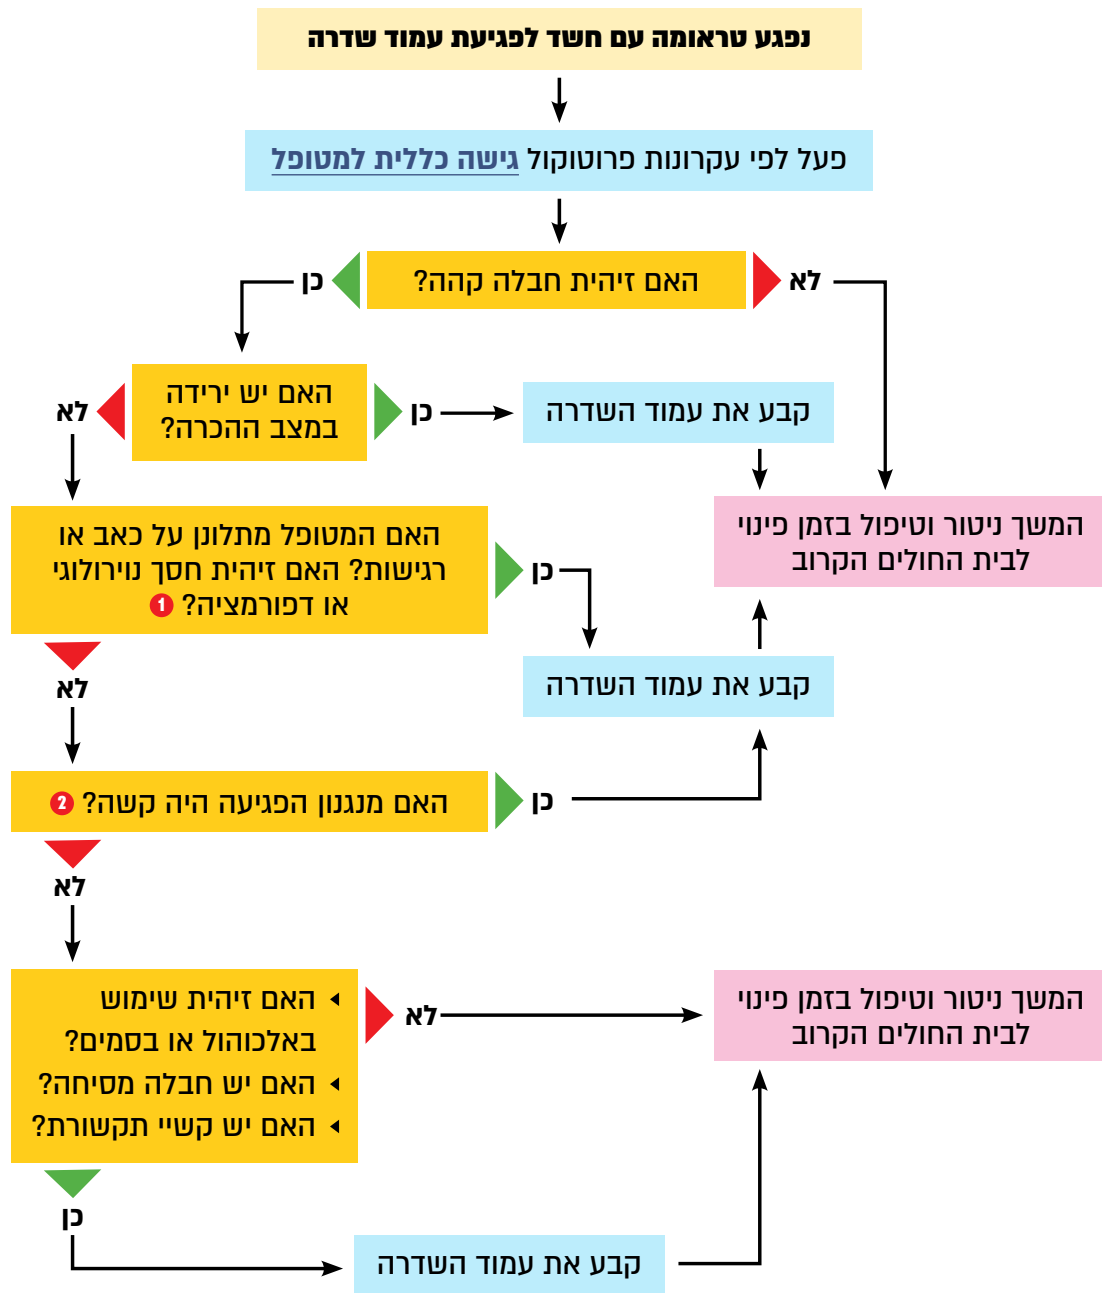 נפגע טראומה עם חשד לפגיעת עמוד שדרה
פעל לפי עקרונות פרוטוקול גישה כללית למטופל
האם זיהית חבלה קהה?
לא
כן
האם יש ירידה
במצב ההכרה?
כן
לא
קבע את עמוד השדרה
המשך ניטור וטיפול בזמן פינוי
לבית החולים הקרוב
האם המטופל מתלונן על כאב או
רגישות? האם זיהית חסך נוירולוגי
או דפורמציה? 1
כן
לא
קבע את עמוד השדרה
האם מנגנון הפגיעה היה קשה? 2
כן
לא
האם זיהית שימוש
באלכוהול או בסמים?
האם יש חבלה מסיחה?
האם יש קשיי תקשורת?
לא
כן
המשך ניטור וטיפול בזמן פינוי
לבית החולים הקרוב
קבע את עמוד השדרה